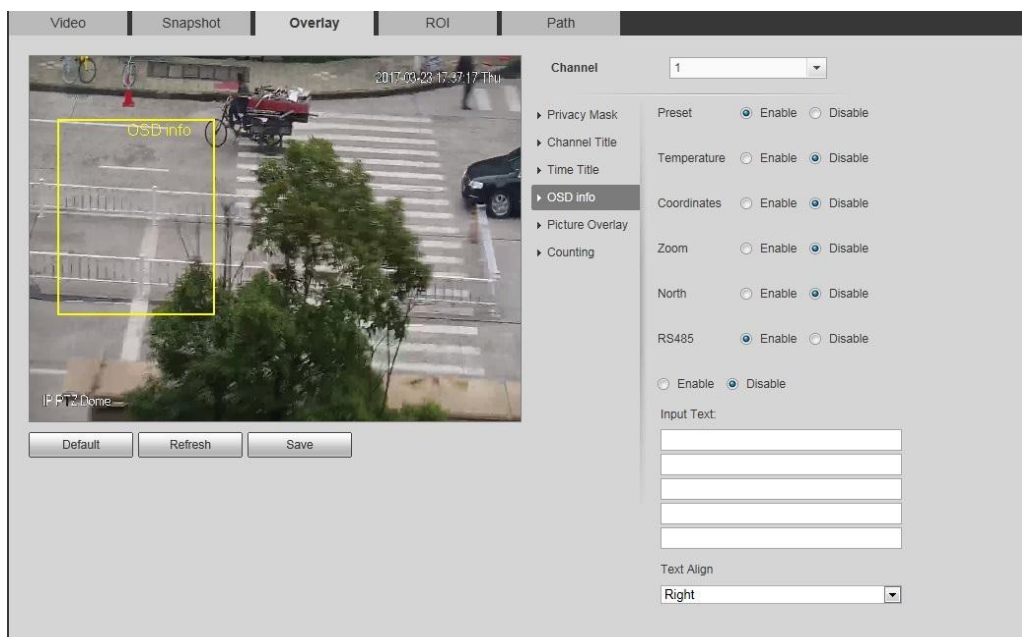 Video Snapshot Overlay ROI Path
2017-03-23 17:37:17 Thu
OSD info
IP PTZ Dome
Default Refresh Save
Channel 1
Privacy Mask
Channel Title
Time Title
OSD info
Picture Overlay
Counting
Preset Enable Disable
Temperature Enable Disable
Coordinates Enable Disable
Zoom Enable Disable
North Enable Disable
RS485 Enable Disable
Enable Disable
Input Text:
Text Align
Right